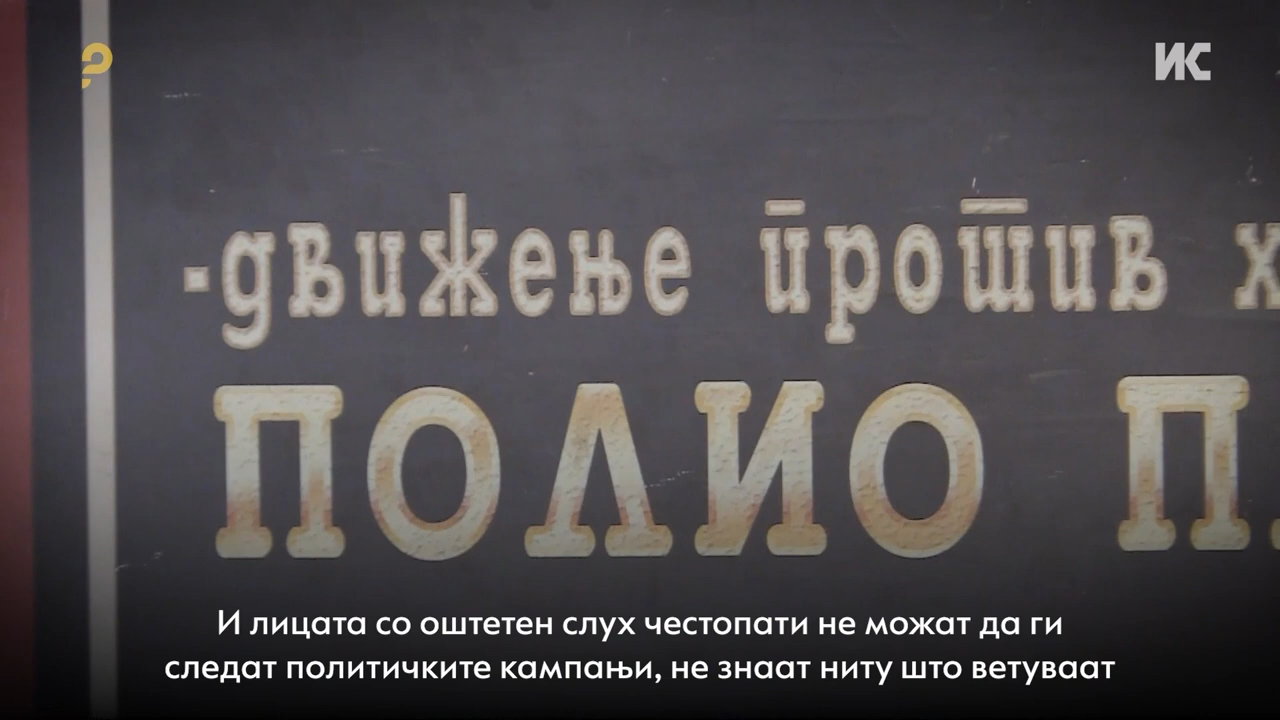 ИС
-движење против
ПОЛИО
И лицата со оштетен слух честопати не можат да ги
следат политичките кампањи, не знаат ниту што ветуваат